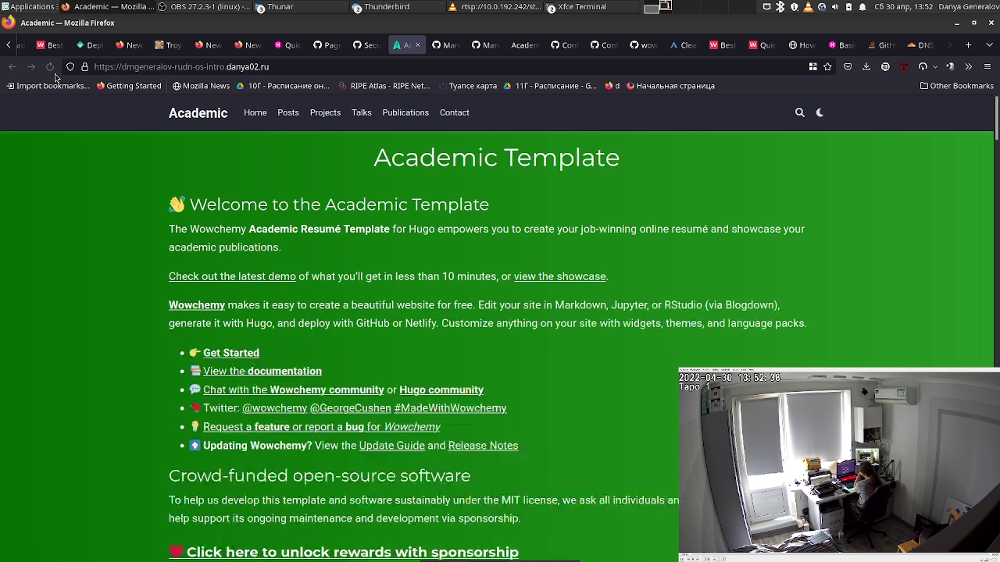 Applications
Academic — Mozilla ...
OBS 27.2.3-1 (linux) -...
3 Thunar
2 Thunderbird
rtsp://10.0.192.242/st...
2 Xfce Terminal
DNS
Сб 30 апр, 13:52
Danya Generalov
Academic — Mozilla Firefox
Best
Depl
New
Troy
New
New
Quic
Page
Secu
Ac
Man
Man
Academ
Conf
Conf
wow
Acade
Best
Quic
How
Basic
GitH
Dis
https://dmgeneralov-rudn-os-intro.danya02.ru
Import bookmarks...
Getting Started
Mozilla News
10Г - Расписание он...
RIPE Atlas - RIPE Net...
Туапсе карта
11Г - Расписание - G...
d
Начальная страница
Other Bookmarks
Academic
Home
Posts
Projects
Talks
Publications
Contact
Academic Template
👋 Welcome to the Academic Template
The Wowchemy Academic Resumé Template for Hugo empowers you to create your job-winning online resumé and showcase your
academic publications.
Check out the latest demo of what you'll get in less than 10 minutes, or view the showcase.
Wowchemy makes it easy to create a beautiful website for free. Edit your site in Markdown, Jupyter, or RStudio (via Blogdown),
generate it with Hugo, and deploy with GitHub or Netlify. Customize anything on your site with widgets, themes, and language packs.
• 👉 Get Started
• 📚 View the documentation
• 💬 Chat with the Wowchemy community or Hugo community
• 🐦 Twitter: @wowchemy @GeorgeCushen #MadeWithWowchemy
• 💡 Request a feature or report a bug for Wowchemy
• ⬆️ Updating Wowchemy? View the Update Guide and Release Notes
Crowd-funded open-source software
To help us develop this template and software sustainably under the MIT license, we ask all individuals an
help support its ongoing maintenance and development via sponsorship.
❤️ Click here to unlock rewards with sponsorship
2022-04-30 13:52:36
Tapo 1